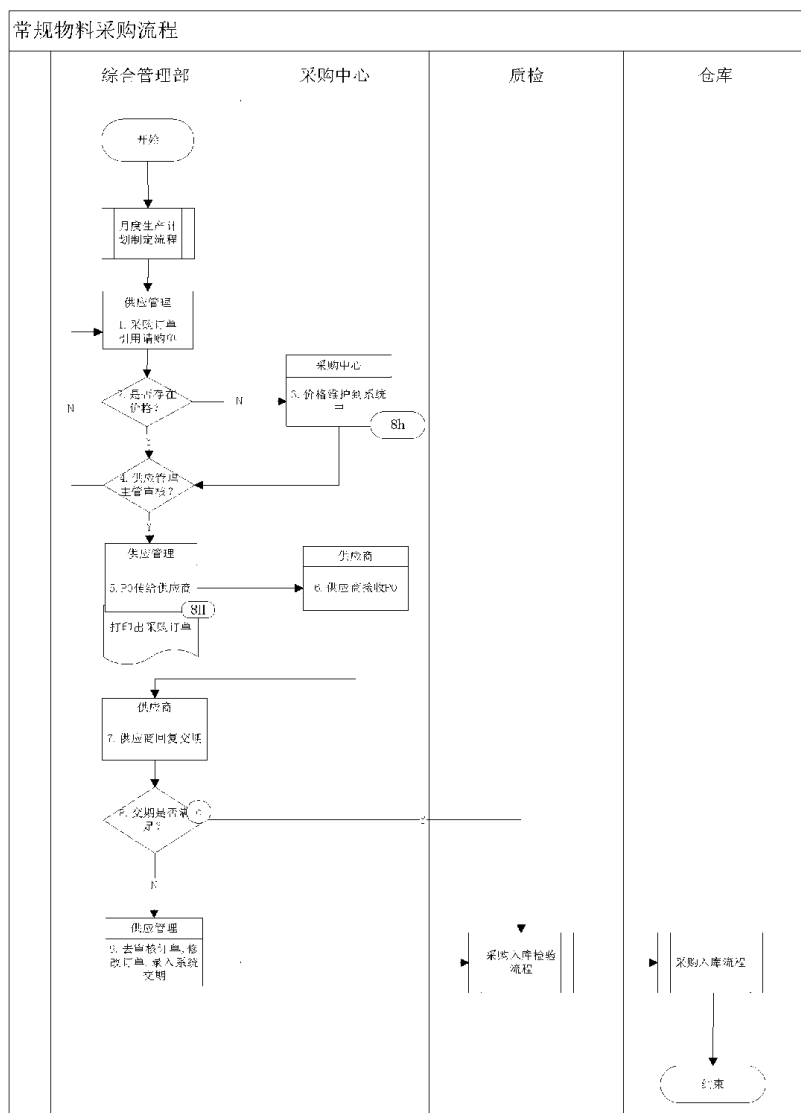 常规物料采购流程
综合管理部
采购中心
质检
仓库
开始
月度生产计
划制定流程
供应管理
1. 采购订单
引用请购单
2. 是否存在
价格?
N
N
采购中心
3. 价格维护到系统
中
8h
4. 供应管理
主管审核?
Y
供应管理
5. PO传给供应商
8H
打印出采购订单
供应商
6. 供应商接收PO
供应商
7. 供应商回复交期
8. 交期是否满
足?
N
供应管理
9. 去审核订单, 修
改订单, 录入系统
交期
采购入库检验
流程
采购入库流程
结束